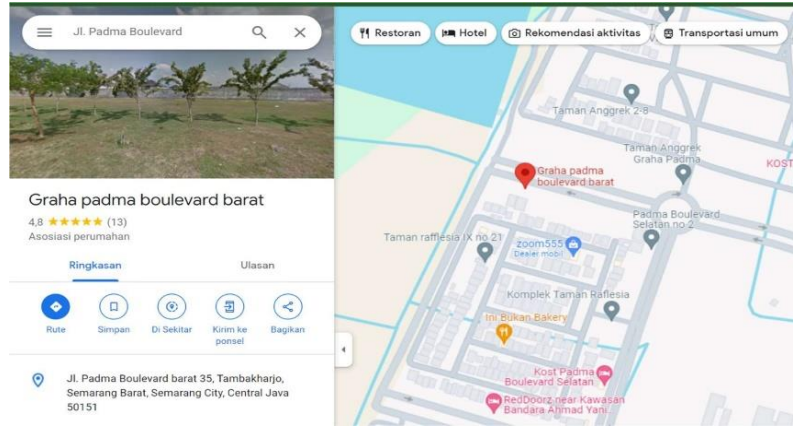 Jl. Padma Boulevard
Graha padma boulevard barat
4,8 ★★★★★ (13)
Asosiasi perumahan
Ringkasan
Ulasan
Rute
Simpan
Di Sekitar
Kirim ke
ponsel
Bagikan
Jl. Padma Boulevard barat 35, Tambakharjo,
Semarang Barat, Semarang City, Central Java
50151
Restoran
Hotel
Rekomendasi aktivitas
Transportasi umum
Taman Anggrek 2-8
Taman Anggrek
Graha Padma
KOST
Graha padma
boulevard barat
Padma Boulevard
Selatan no 2
Taman rafflesia IX no 21
zoom555
Dealer mobil
Komplek Taman Raflesia
Ini Bukan Bakery
Kost Padma
Boulevard Selatan
RedDoorz near Kawasan
Bandara Ahmad Yani...